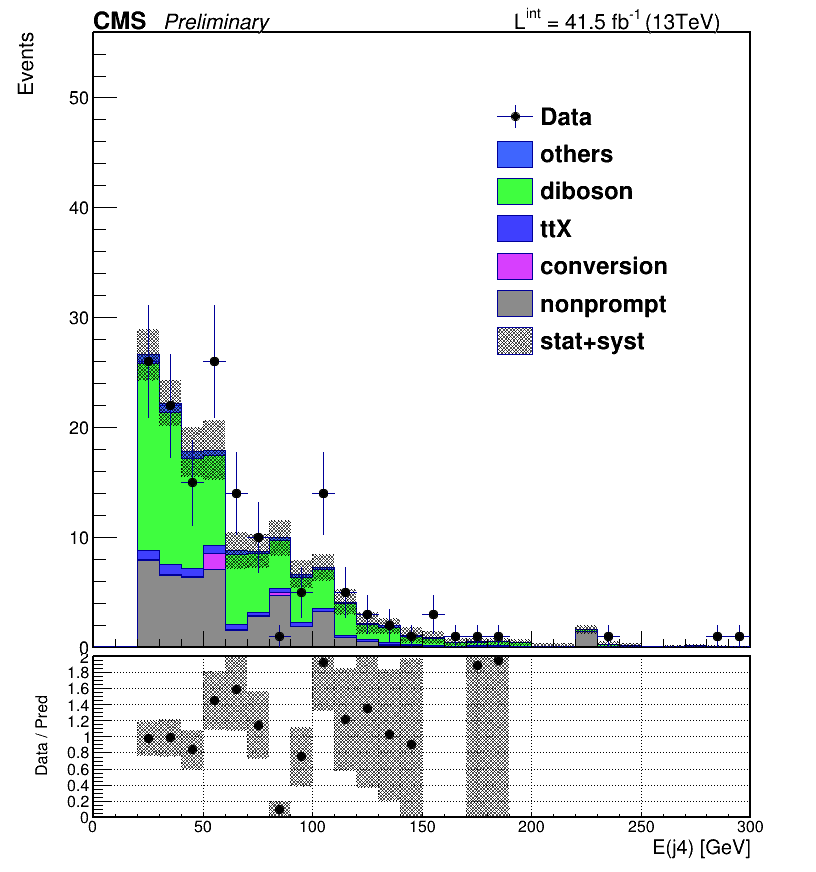 CMS Preliminary L^int = 41.5 fb^-1 (13TeV)
Events
50
40
30
20
10
0
Data
others
diboson
ttX
conversion
nonprompt
stat+syst
Data / Pred
2
1.8
1.6
1.4
1.2
1
0.8
0.6
0.4
0.2
0
0 50 100 150 200 250 300
E(j4) [GeV]